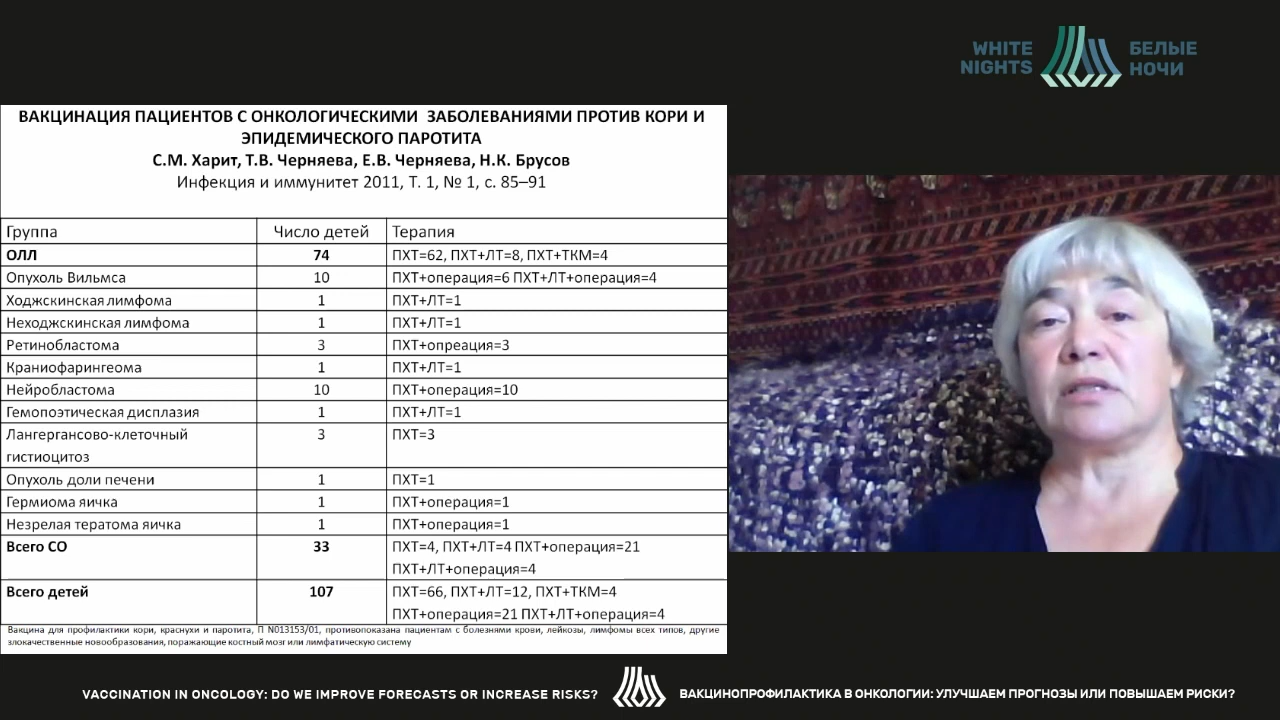 WHITE
NIGHTS
БЕЛЫЕ
НОЧИ
ВАКЦИНАЦИЯ ПАЦИЕНТОВ С ОНКОЛОГИЧЕСКИМИ ЗАБОЛЕВАНИЯМИ ПРОТИВ КОРИ И
ЭПИДЕМИЧЕСКОГО ПАРОТИТА
С.М. Харит, Т.В. Черняева, Е.В. Черняева, Н.К. Брусов
Инфекция и иммунитет 2011, Т. 1, № 1, с. 85–91
Группа Число детей Терапия
ОЛЛ 74 ПХТ=62, ПХТ+ЛТ=8, ПХТ+ТКМ=4
Опухоль Вильмса 10 ПХТ+операция=6 ПХТ+ЛТ+операция=4
Ходжскинская лимфома 1 ПХТ+ЛТ=1
Неходжскинская лимфома 1 ПХТ+ЛТ=1
Ретинобластома 3 ПХТ+опреация=3
Краниофарингеома 1 ПХТ+ЛТ=1
Нейробластома 10 ПХТ+операция=10
Гемопоэтическая дисплазия 1 ПХТ+ЛТ=1
Лангергансово-клеточный 3 ПХТ=3
гистиоцитоз
Опухоль доли печени 1 ПХТ=1
Гермиома яичка 1 ПХТ+операция=1
Незрелая тератома яичка 1 ПХТ+операция=1
Всего СО 33 ПХТ=4, ПХТ+ЛТ=4 ПХТ+операция=21
ПХТ+ЛТ+операция=4
Всего детей 107 ПХТ=66, ПХТ+ЛТ=12, ПХТ+ТКМ=4
ПХТ+операция=21 ПХТ+ЛТ+операция=4
Вакцина для профилактики кори, краснухи и паротита, П N013153/01, противопоказана пациентам с болезнями крови, лейкозы, лимфомы всех типов, другие
злокачественные новообразования, поражающие костный мозг или лимфатическую систему
VACCINATION IN ONCOLOGY: DO WE IMPROVE FORECASTS OR INCREASE RISKS?
ВАКЦИНОПРОФИЛАКТИКА В ОНКОЛОГИИ: УЛУЧШАЕМ ПРОГНОЗЫ ИЛИ ПОВЫШАЕМ РИСКИ?